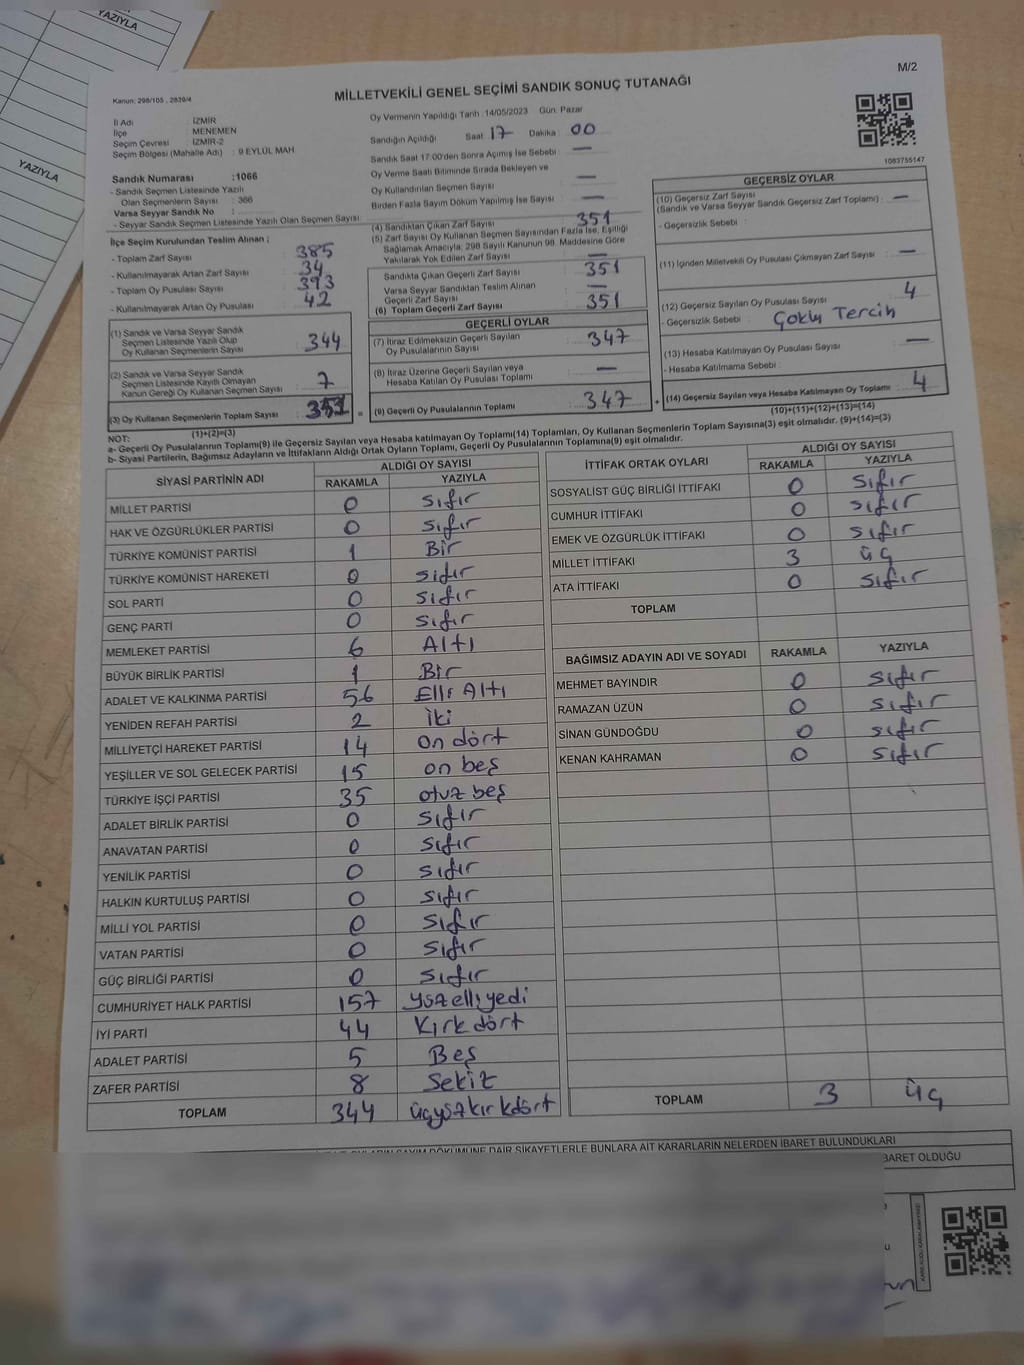 YAZIYLA
YAZIYLA
M/2
Kanun: 298/105 , 2839/4
MİLLETVEKİLİ GENEL SEÇİMİ SANDIK SONUÇ TUTANAĞI
İl Adı : İZMİR
İlçe : MENEMEN
Seçim Çevresi : İZMİR-2
Seçim Bölgesi (Mahalle Adı) : 9 EYLÜL MAH
Oy Vermenin Yapıldığı Tarih :14/05/2023 Gün: Pazar
Sandığın Açıldığı Saat : 17 Dakika : 00
Sandık Saat 17:00'den Sonra Açımış İse Sebebi : —
Oy Verme Saati Bitiminde Sırada Bekleyen ve
Oy Kullandırılan Seçmen Sayısı : —
Birden Fazla Sayım Döküm Yapılmış İse Sayısı : —
1083755147
Sandık Numarası :1066
- Sandık Seçmen Listesinde Yazılı
Olan Seçmenlerin Sayısı : 366
Varsa Seyyar Sandık No :
- Seyyar Sandık Seçmen Listesinde Yazılı Olan Seçmen Sayısı :
İlçe Seçim Kurulundan Teslim Alınan ;
- Toplam Zarf Sayısı : 385
- Kullanılmayarak Artan Zarf Sayısı : 34
- Toplam Oy Pusulası Sayısı : 393
- Kullanılmayarak Artan Oy Pusulası : 42
(1) Sandık ve Varsa Seyyar Sandık
Seçmen Listesinde Yazılı Olup
Oy Kullanan Seçmenlerin Sayısı : 344
(2) Sandık ve Varsa Seyyar Sandık
Seçmen Listesinde Kayıtlı Olmayan
Kanun Gereği Oy Kullanan Seçmen Sayısı : 7
(3) Oy Kullanan Seçmenlerin Toplam Sayısı : 351
(1)+(2)=(3)
(4) Sandıktan Çıkan Zarf Sayısı : 351
(5) Zarf Sayısı Oy Kullanan Seçmen Sayısından Fazla İse, Eşitliği
Sağlamak Amacıyla; 298 Sayılı Kanunun 98. Maddesine Göre
Yakılarak Yok Edilen Zarf Sayısı : —
Sandıkta Çıkan Geçerli Zarf Sayısı : 351
Varsa Seyyar Sandıktan Teslim Alınan
Geçerli Zarf Sayısı : —
(6) Toplam Geçerli Zarf Sayısı : 351
GEÇERLİ OYLAR
(7) İtiraz Edilmeksizin Geçerli Sayılan
Oy Pusulalarının Sayısı : 347
(8) İtiraz Üzerine Geçerli Sayılan veya
Hesaba Katılan Oy Pusulası Toplamı : —
= (9) Geçerli Oy Pusulalarının Toplamı : 347 +
GEÇERSİZ OYLAR
(10) Geçersiz Zarf Sayısı
(Sandık ve Varsa Seyyar Sandık Geçersiz Zarf Toplamı) : —
- Geçersizlik Sebebi :
(11) İçinden Milletvekili Oy Pusulası Çıkmayan Zarf Sayısı : —
(12) Geçersiz Sayılan Oy Pusulası Sayısı : 4
- Geçersizlik Sebebi : Çoklu Tercih
(13) Hesaba Katılmayan Oy Pusulası Sayısı : —
- Hesaba Katılmama Sebebi :
(14) Geçersiz Sayılan veya Hesaba Katılmayan Oy Toplamı : 4
(10)+(11)+(12)+(13)=(14)
NOT:
a- Geçerli Oy Pusulalarının Toplamı(9) ile Geçersiz Sayılan veya Hesaba katılmayan Oy Toplamı(14) Toplamları, Oy Kullanan Seçmenlerin Toplam Sayısına(3) eşit olmalıdır. (9)+(14)=(3)
b- Siyasi Partilerin, Bağımsız Adayların ve İttifakların Aldığı Ortak Oyların Toplamı, Geçerli Oy Pusulalarının Toplamına(9) eşit olmalıdır.
SİYASİ PARTİNİN ADI ALDIĞI OY SAYISI
RAKAMLA YAZIYLA
MİLLET PARTİSİ 0 sıfır
HAK VE ÖZGÜRLÜKLER PARTİSİ 0 sıfır
TÜRKİYE KOMÜNİST PARTİSİ 1 Bir
TÜRKİYE KOMÜNİST HAREKETİ 0 sıfır
SOL PARTİ 0 sıfır
GENÇ PARTİ 0 sıfır
MEMLEKET PARTİSİ 6 Altı
BÜYÜK BİRLİK PARTİSİ 1 Bir
ADALET VE KALKINMA PARTİSİ 56 Elli Altı
YENİDEN REFAH PARTİSİ 2 iki
MİLLİYETÇİ HAREKET PARTİSİ 14 on dört
YEŞİLLER VE SOL GELECEK PARTİSİ 15 on beş
TÜRKİYE İŞÇİ PARTİSİ 35 otuz beş
ADALET BİRLİK PARTİSİ 0 sıfır
ANAVATAN PARTİSİ 0 sıfır
YENİLİK PARTİSİ 0 sıfır
HALKIN KURTULUŞ PARTİSİ 0 sıfır
MİLLİ YOL PARTİSİ 0 sıfır
VATAN PARTİSİ 0 sıfır
GÜÇ BİRLİĞİ PARTİSİ 0 sıfır
CUMHURİYET HALK PARTİSİ 157 yüz elli yedi
İYİ PARTİ 44 Kırk dört
ADALET PARTİSİ 5 Beş
ZAFER PARTİSİ 8 Sekiz
TOPLAM 344 üçyüz kırkdört
İTTİFAK ORTAK OYLARI ALDIĞI OY SAYISI
RAKAMLA YAZIYLA
SOSYALİST GÜÇ BİRLİĞİ İTTİFAKI 0 sıfır
CUMHUR İTTİFAKI 0 sıfır
EMEK VE ÖZGÜRLÜK İTTİFAKI 0 sıfır
MİLLET İTTİFAKI 3 üç
ATA İTTİFAKI 0 sıfır
TOPLAM
BAĞIMSIZ ADAYIN ADI VE SOYADI RAKAMLA YAZIYLA
MEHMET BAYINDIR 0 sıfır
RAMAZAN UZUN 0 sıfır
SİNAN GÜNDOĞDU 0 sıfır
KENAN KAHRAMAN 0 sıfır
TOPLAM 3 üç
DÖKÜMÜNE DAİR ŞİKAYETLERLE BUNLARA AİT KARARLARIN NELERDEN İBARET BULUNDUKLARI
BARET OLDUĞU